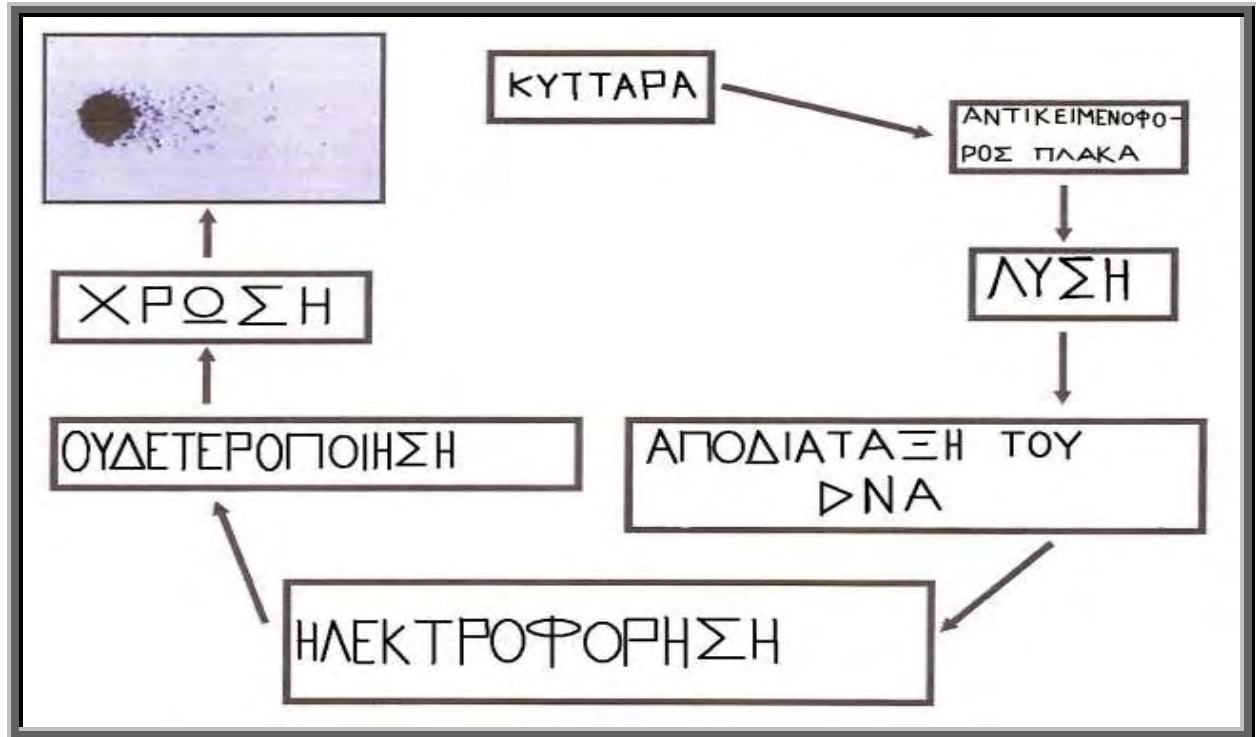 ΚΥΤΤΑΡΑ
ΑΝΤΙΚΕΙΜΕΝΟΦΟ-
ΡΟΣ ΠΛΑΚΑ
ΛΥΣΗ
ΑΠΟΔΙΑΤΑΞΗ ΤΟΥ
DNA
ΗΛΕΚΤΡΟΦΟΡΗΣΗ
ΟΥΔΕΤΕΡΟΠΟΙΗΣΗ
ΧΡΩΣΗ